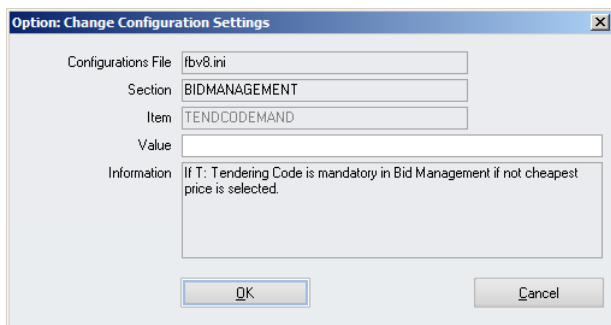 Option: Change Configuration Settings
Configurations File fbv8.ini
Section BIDMANAGEMENT
Item TENDCODEMAND
Value
Information If T: Tendering Code is mandatory in Bid Management if not cheapest
price is selected.
OK Cancel